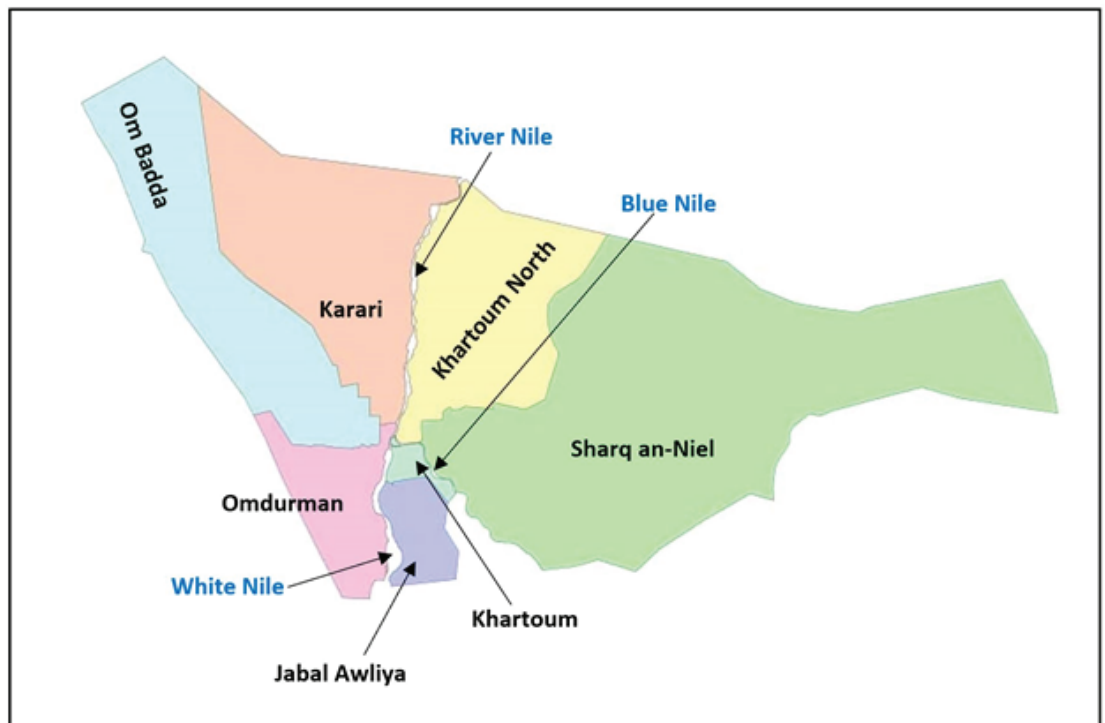 Om Badda
River Nile
Blue Nile
Karari
Khartoum North
Sharq an-Niel
Omdurman
White Nile
Khartoum
Jabal Awliya